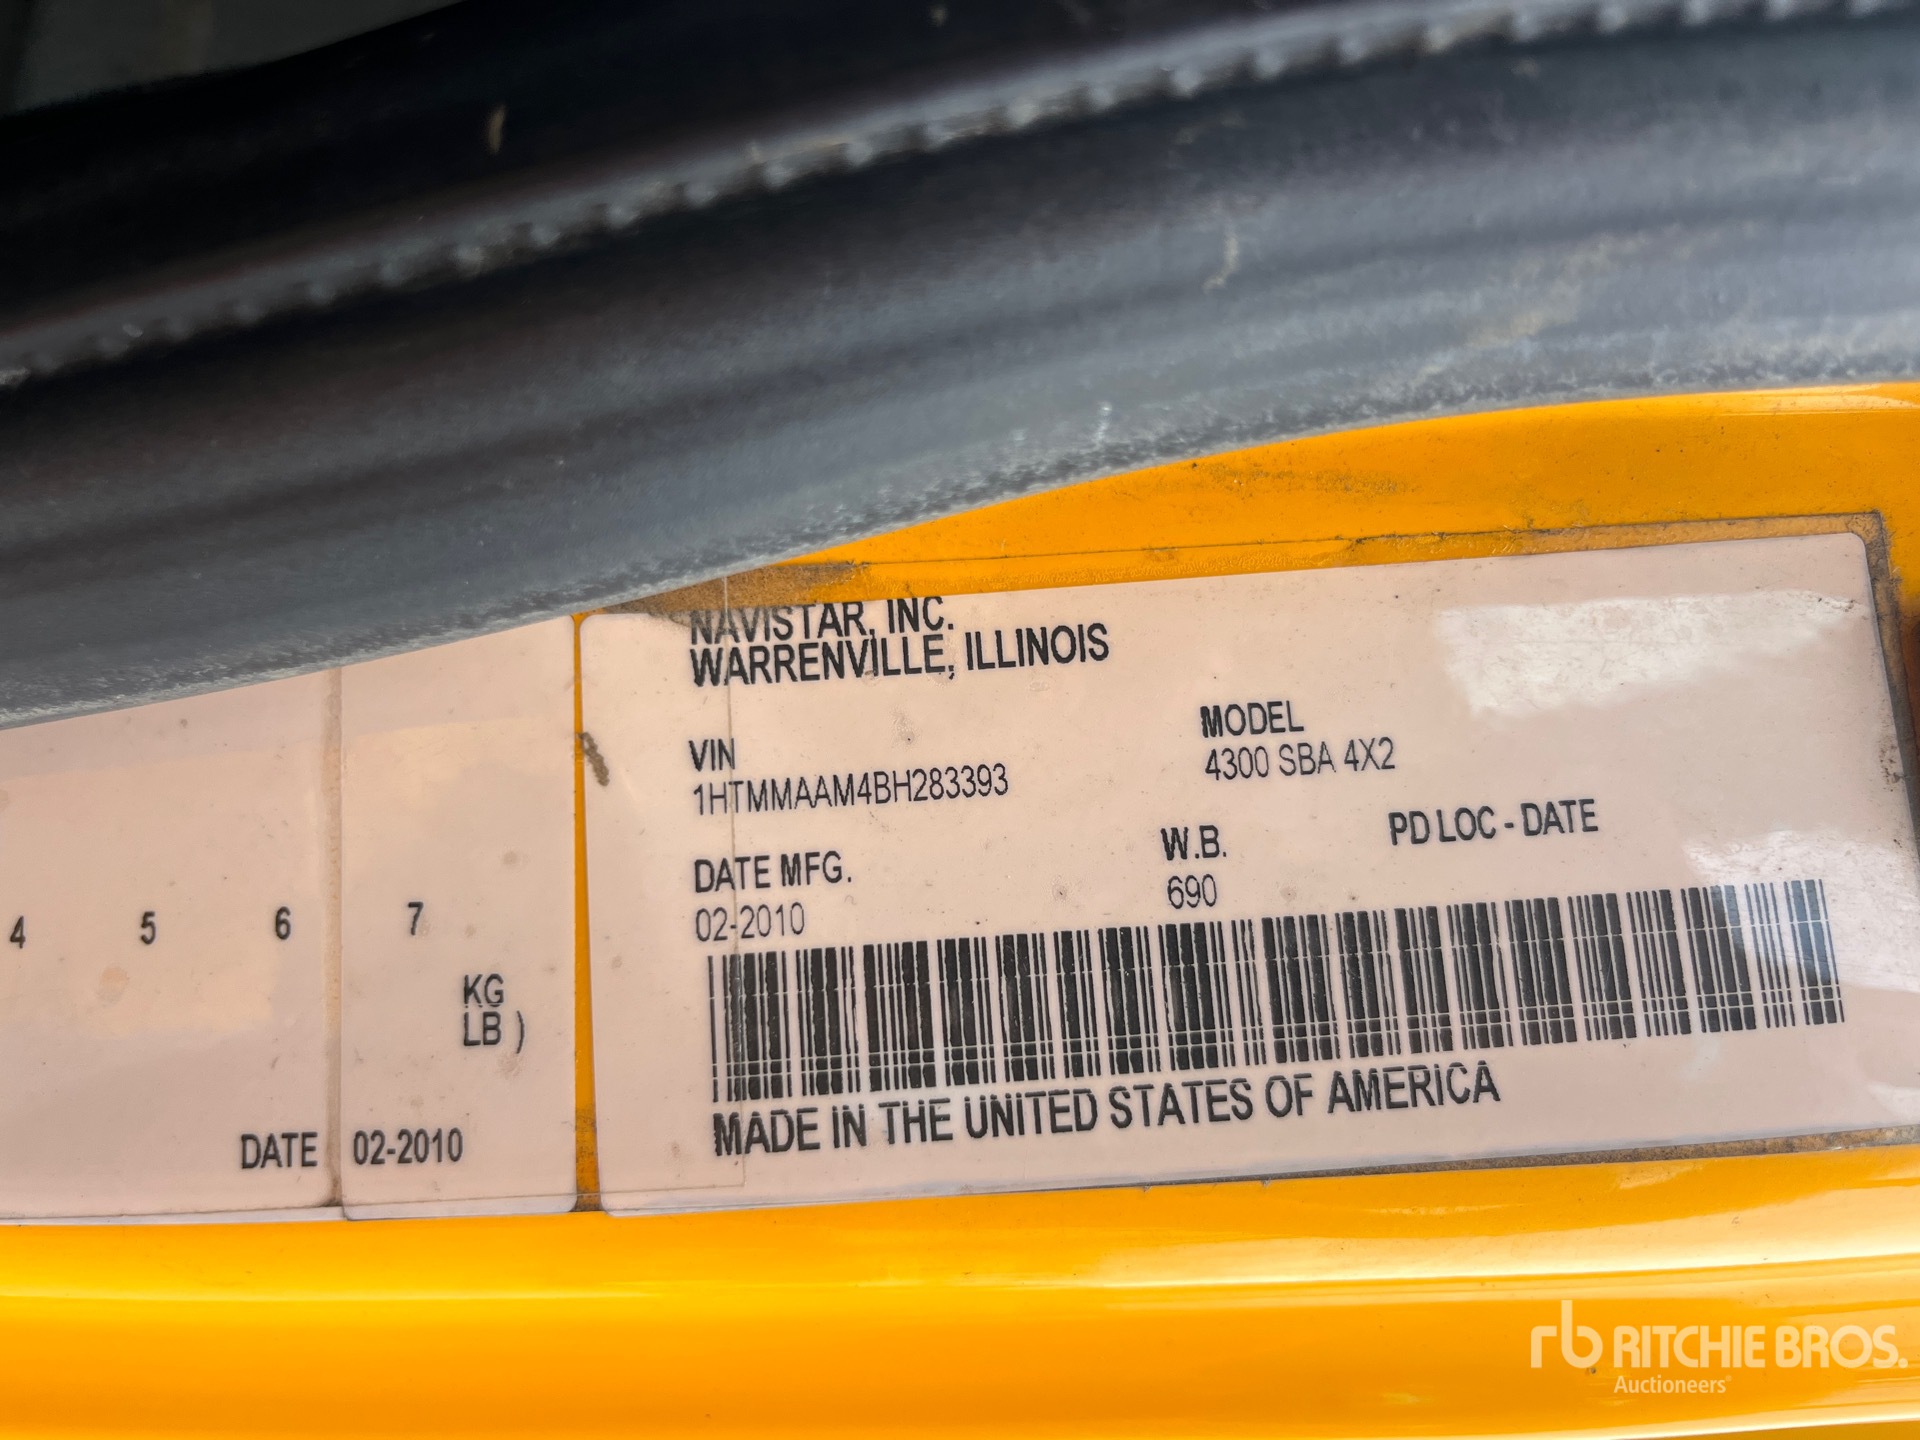 4 5 6 7
KG
LB )
DATE 02-2010
NAVISTAR, INC.
WARRENVILLE, ILLINOIS
VIN
1HTMMAAM4BH283393
MODEL
4300 SBA 4X2
DATE MFG.
02-2010
W.B.
690
PD LOC - DATE
MADE IN THE UNITED STATES OF AMERICA
rb RITCHIE BROS.
Auctioneers